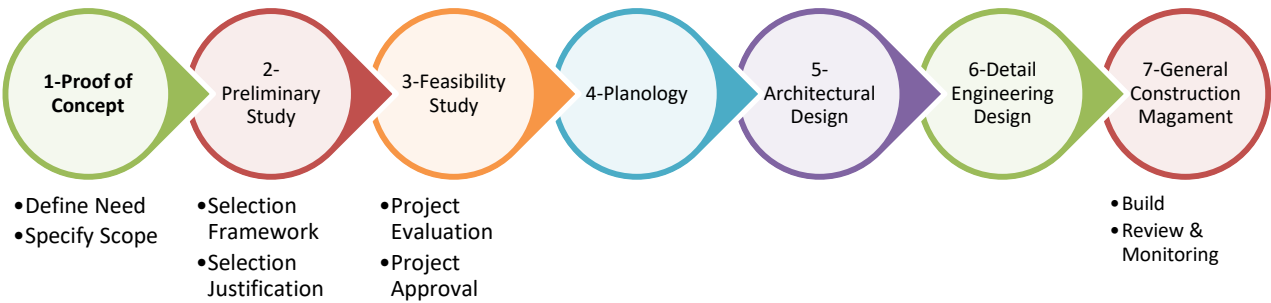 1-Proof of
Concept
2-
Preliminary
Study
3-Feasibility
Study
4-Planology
5-
Architectural
Design
6-Detail
Engineering
Design
7-General
Construction
Magament
•Define Need
•Specify Scope
•Selection
Framework
•Selection
Justification
•Project
Evaluation
•Project
Approval
•Build
•Review &
Monitoring